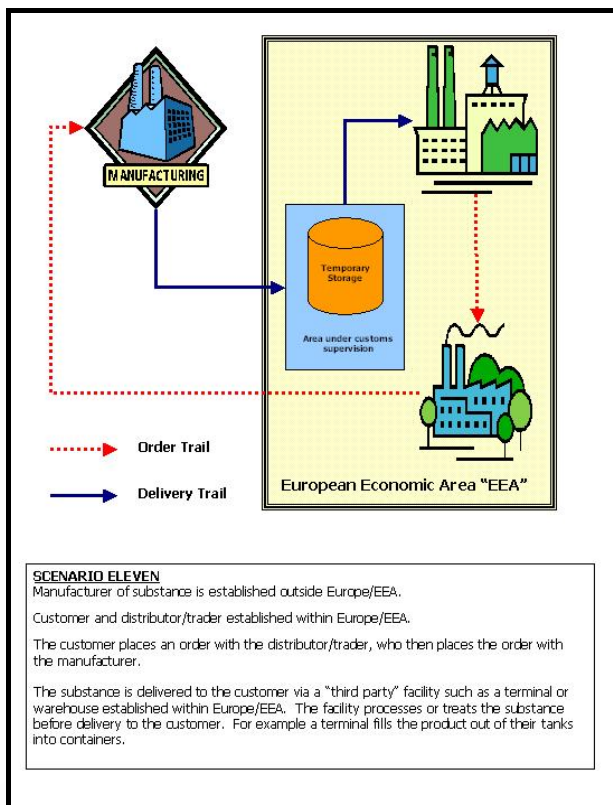 MANUFACTURING
Temporary
Storage
Area under customs
supervision
Order Trail
Delivery Trail
European Economic Area "EEA"
SCENARIO ELEVEN
Manufacturer of substance is established outside Europe/EEA.
Customer and distributor/trader established within Europe/EEA.
The customer places an order with the distributor/trader, who then places the order with
the manufacturer.
The substance is delivered to the customer via a "third party" facility such as a terminal or
warehouse established within Europe/EEA. The facility processes or treats the substance
before delivery to the customer. For example a terminal fills the product out of their tanks
into containers.